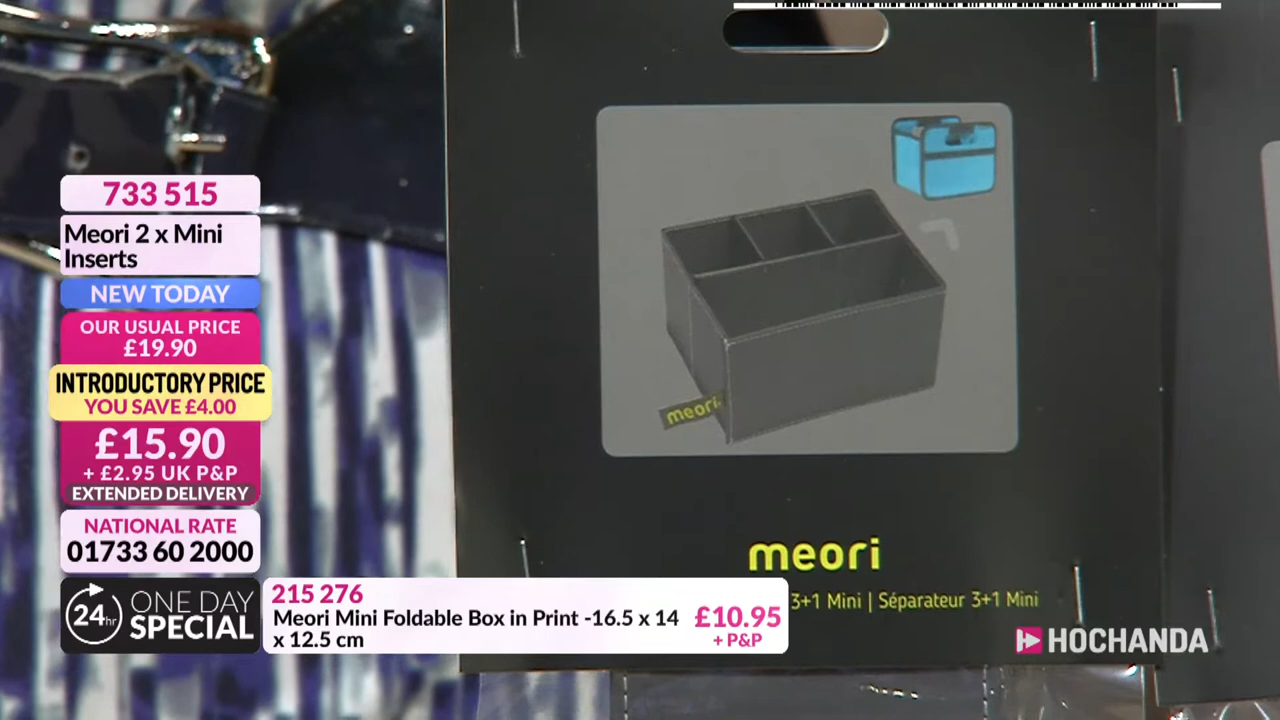 733 515
Meori 2 x Mini
Inserts
NEW TODAY
OUR USUAL PRICE
£19.90
INTRODUCTORY PRICE
YOU SAVE £4.00
£15.90
+ £2.95 UK P&P
EXTENDED DELIVERY
NATIONAL RATE
01733 60 2000
24hr ONE DAY
SPECIAL
215 276
Meori Mini Foldable Box in Print -16.5 x 14
x 12.5 cm
£10.95
+ P&P
meori
meori
3+1 Mini | Séparateur 3+1 Mini
HOCHANDA